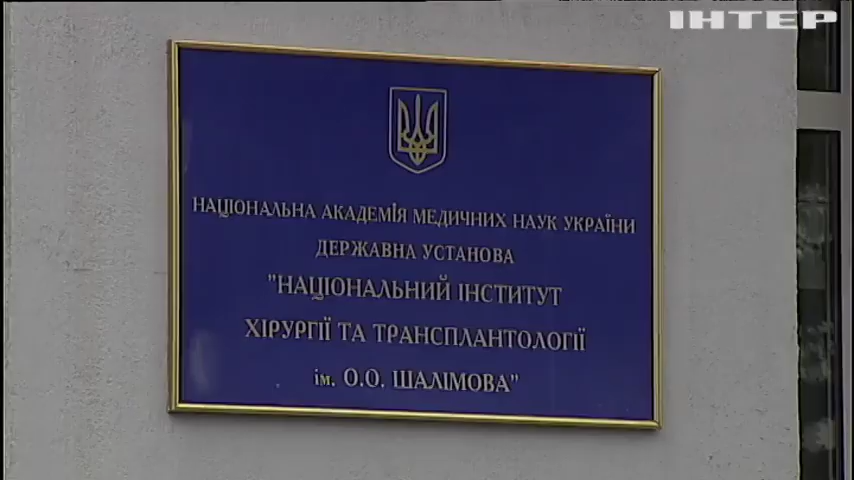 ІНТЕР
НАЦІОНАЛЬНА АКАДЕМІЯ МЕДИЧНИХ НАУК УКРАЇНИ
ДЕРЖАВНА УСТАНОВА
"НАЦІОНАЛЬНИЙ ІНСТИТУТ
ХІРУРГІЇ ТА ТРАНСПЛАНТОЛОГІЇ
ім. О.О. ШАЛІМОВА"